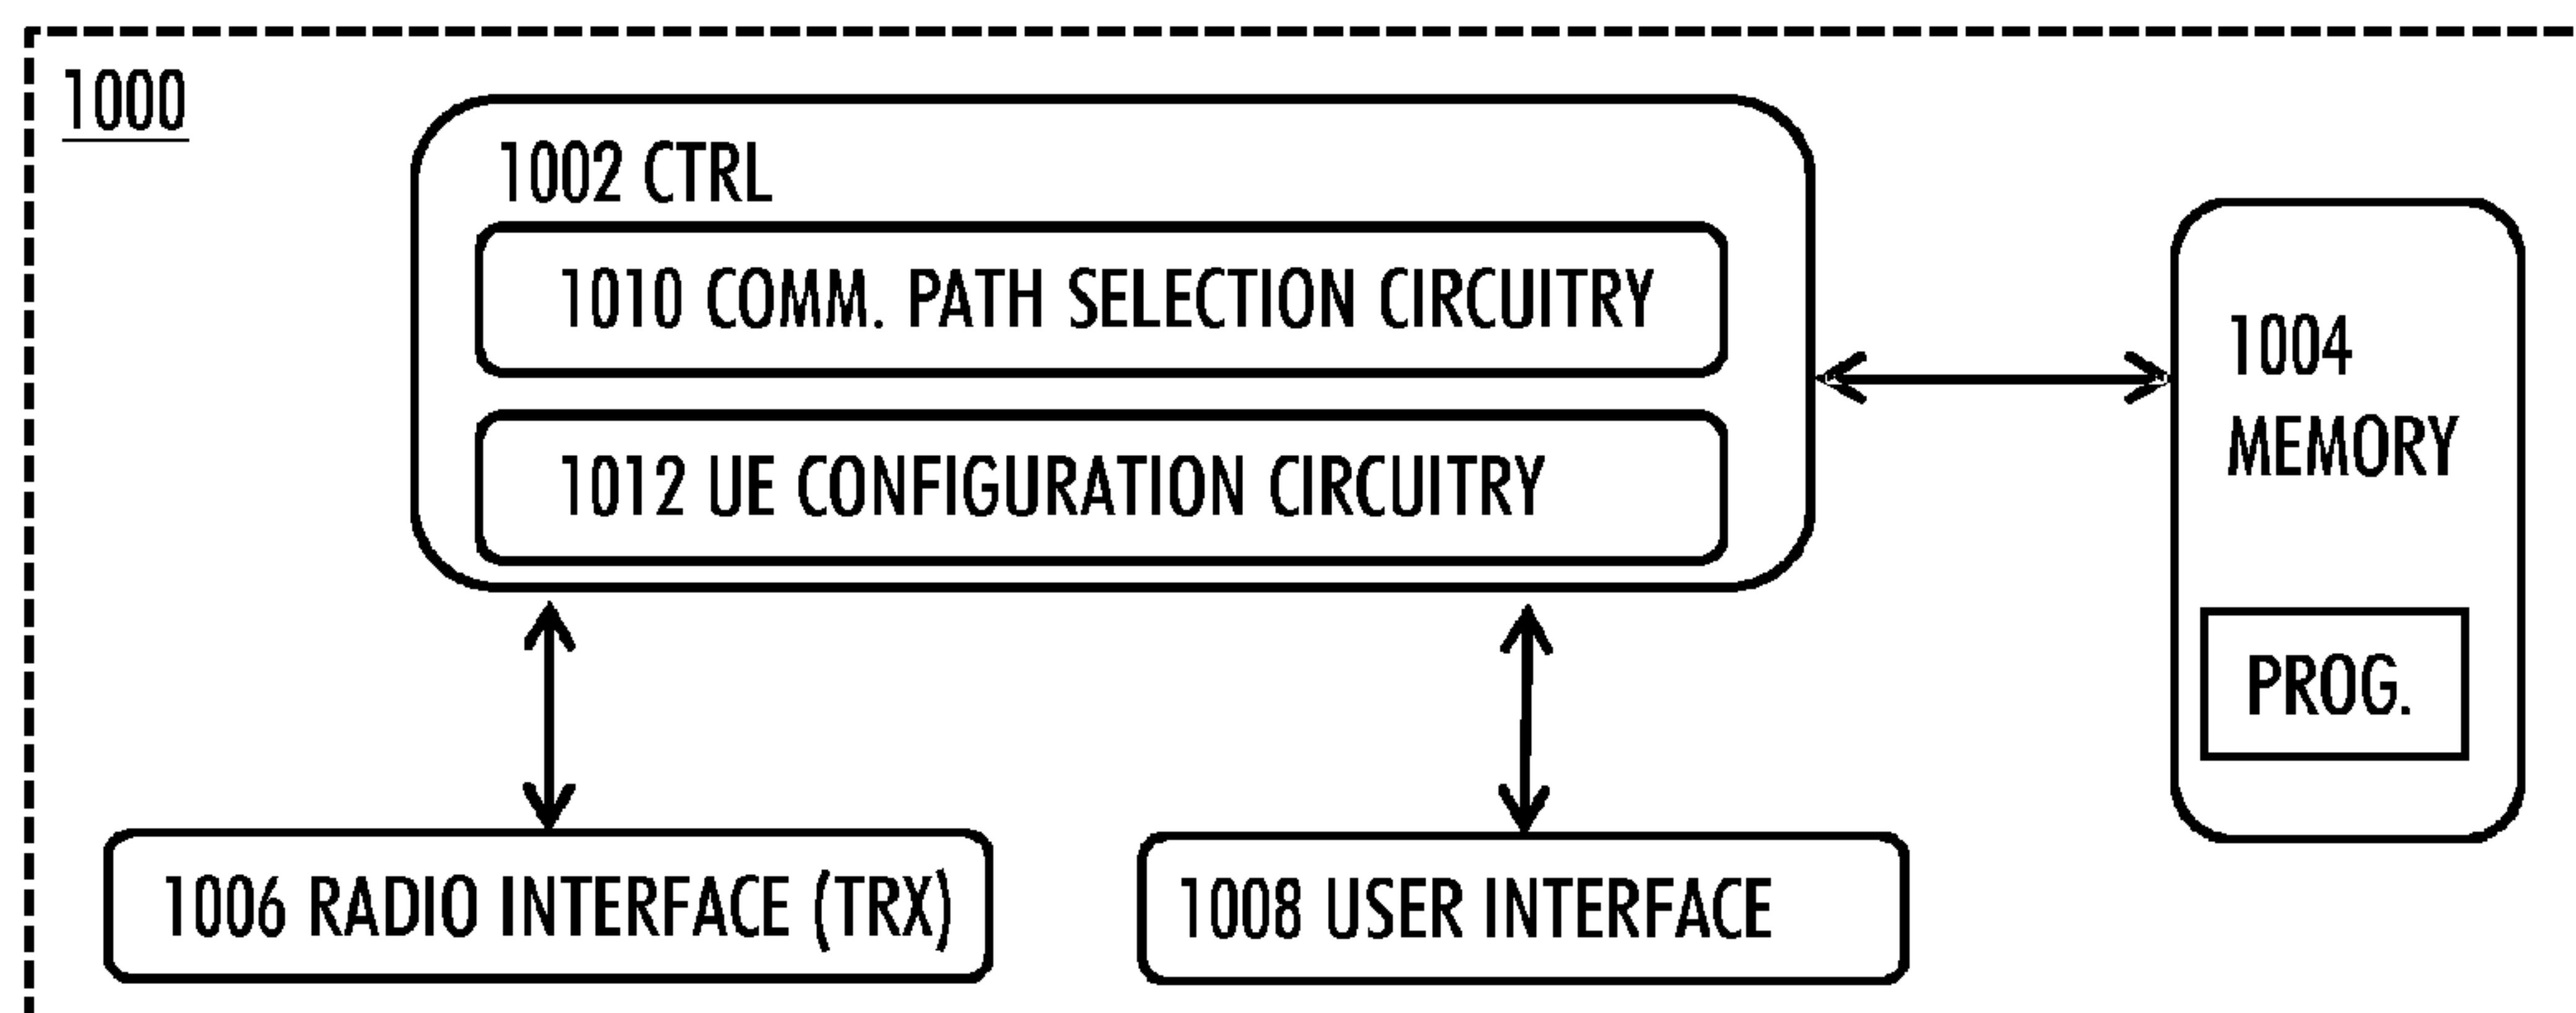 1000
1002 CTRL
1010 COMM. PATH SELECTION CIRCUITRY
1012 UE CONFIGURATION CIRCUITRY
1004
MEMORY
PROG.
1006 RADIO INTERFACE (TRX)
1008 USER INTERFACE